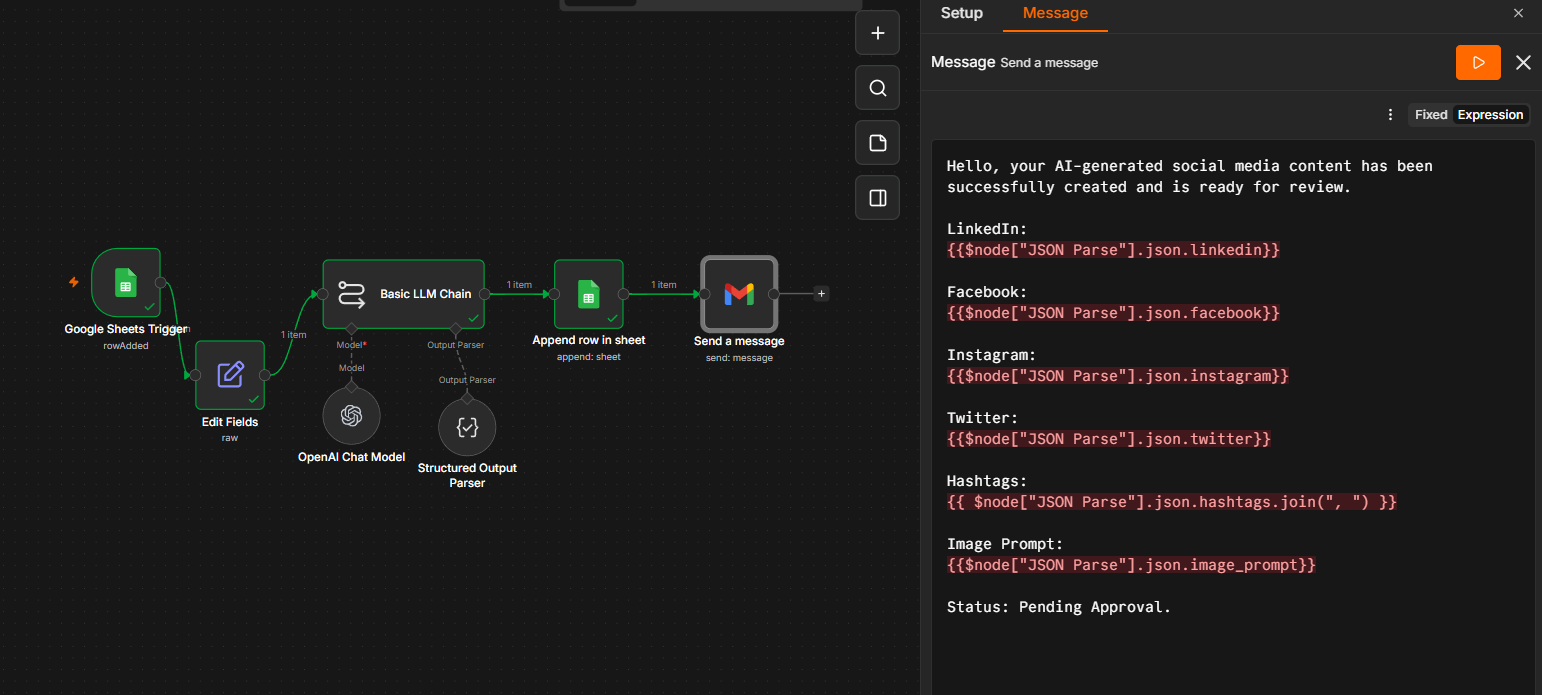 Setup
Message
Message Send a message
Fixed
Expression
Hello, your AI-generated social media content has been
successfully created and is ready for review.
LinkedIn:
{{$node["JSON Parse"].json.linkedin}}
Facebook:
{{$node["JSON Parse"].json.facebook}}
Instagram:
{{$node["JSON Parse"].json.instagram}}
Twitter:
{{$node["JSON Parse"].json.twitter}}
Hashtags:
{{ $node["JSON Parse"].json.hashtags.join(", ") }}
Image Prompt:
{{$node["JSON Parse"].json.image_prompt}}
Status: Pending Approval.
Google Sheets Trigger
rowAdded
Edit Fields
raw
1 item
Basic LLM Chain
Model*
Model
OpenAI Chat Model
Output Parser
Output Parser
Structured Output
Parser
1 item
Append row in sheet
append: sheet
1 item
Send a message
send: message